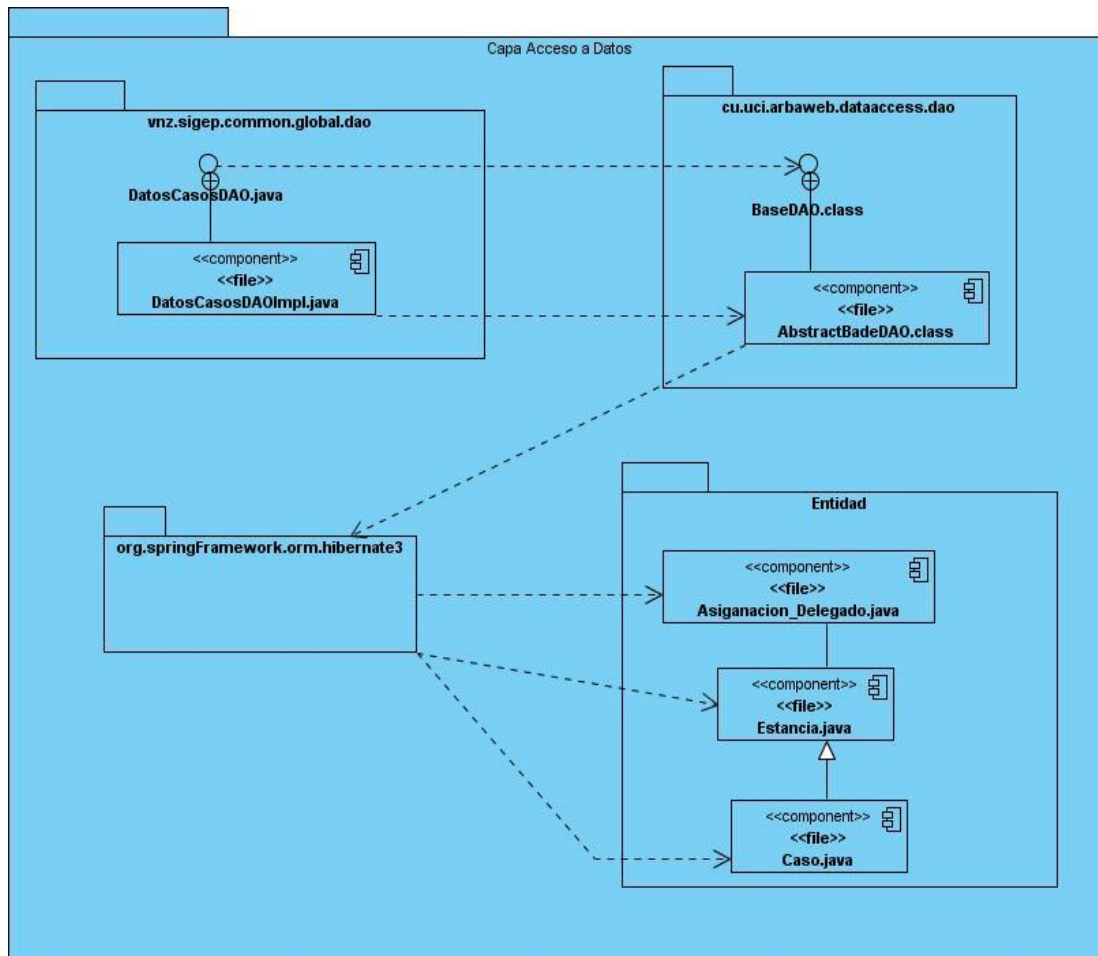 Capa Acceso a Datos
vnz.sigep.common.global.dao
DatosCasosDAO.java
<<component>>
<<file>>
DatosCasosDAOImpl.java
cu.uci.arbaweb.dataaccess.dao
BaseDAO.class
<<component>>
<<file>>
AbstractBadeDAO.class
org.springFramework.orm.hibernate3
Entidad
<<component>>
<<file>>
Asiganacion_Delegado.java
<<component>>
<<file>>
Estancia.java
<<component>>
<<file>>
Caso.java